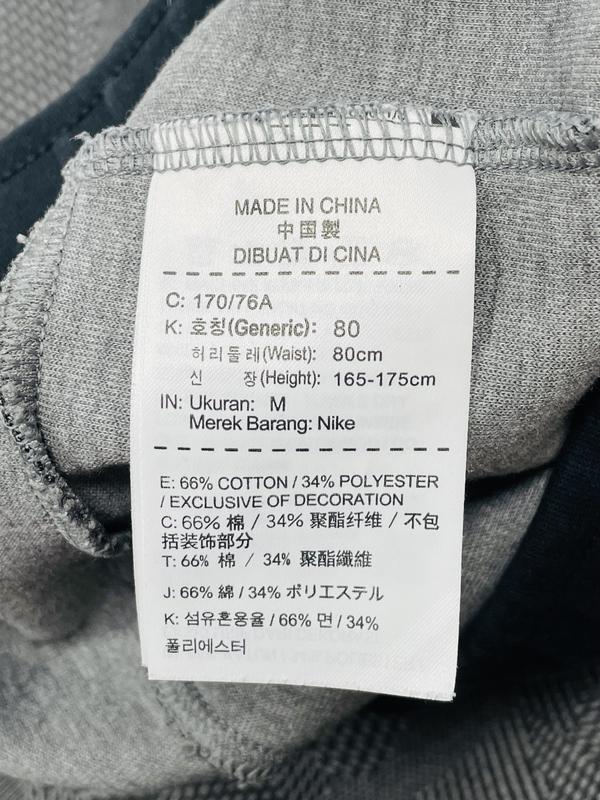 MADE IN CHINA
中国製
DIBUAT DI CINA
C: 170/76A
K: 호칭(Generic): 80
허리둘레(Waist): 80cm
신 장(Height): 165-175cm
IN: Ukuran: M
Merek Barang: Nike
E: 66% COTTON / 34% POLYESTER
/ EXCLUSIVE OF DECORATION
C: 66% 棉 / 34% 聚酯纤维 / 不包
括装饰部分
T: 66% 棉 / 34% 聚酯纖維
J: 66% 綿 / 34% ポリエステル
K: 섬유혼용율 / 66% 면 / 34%
폴리에스터